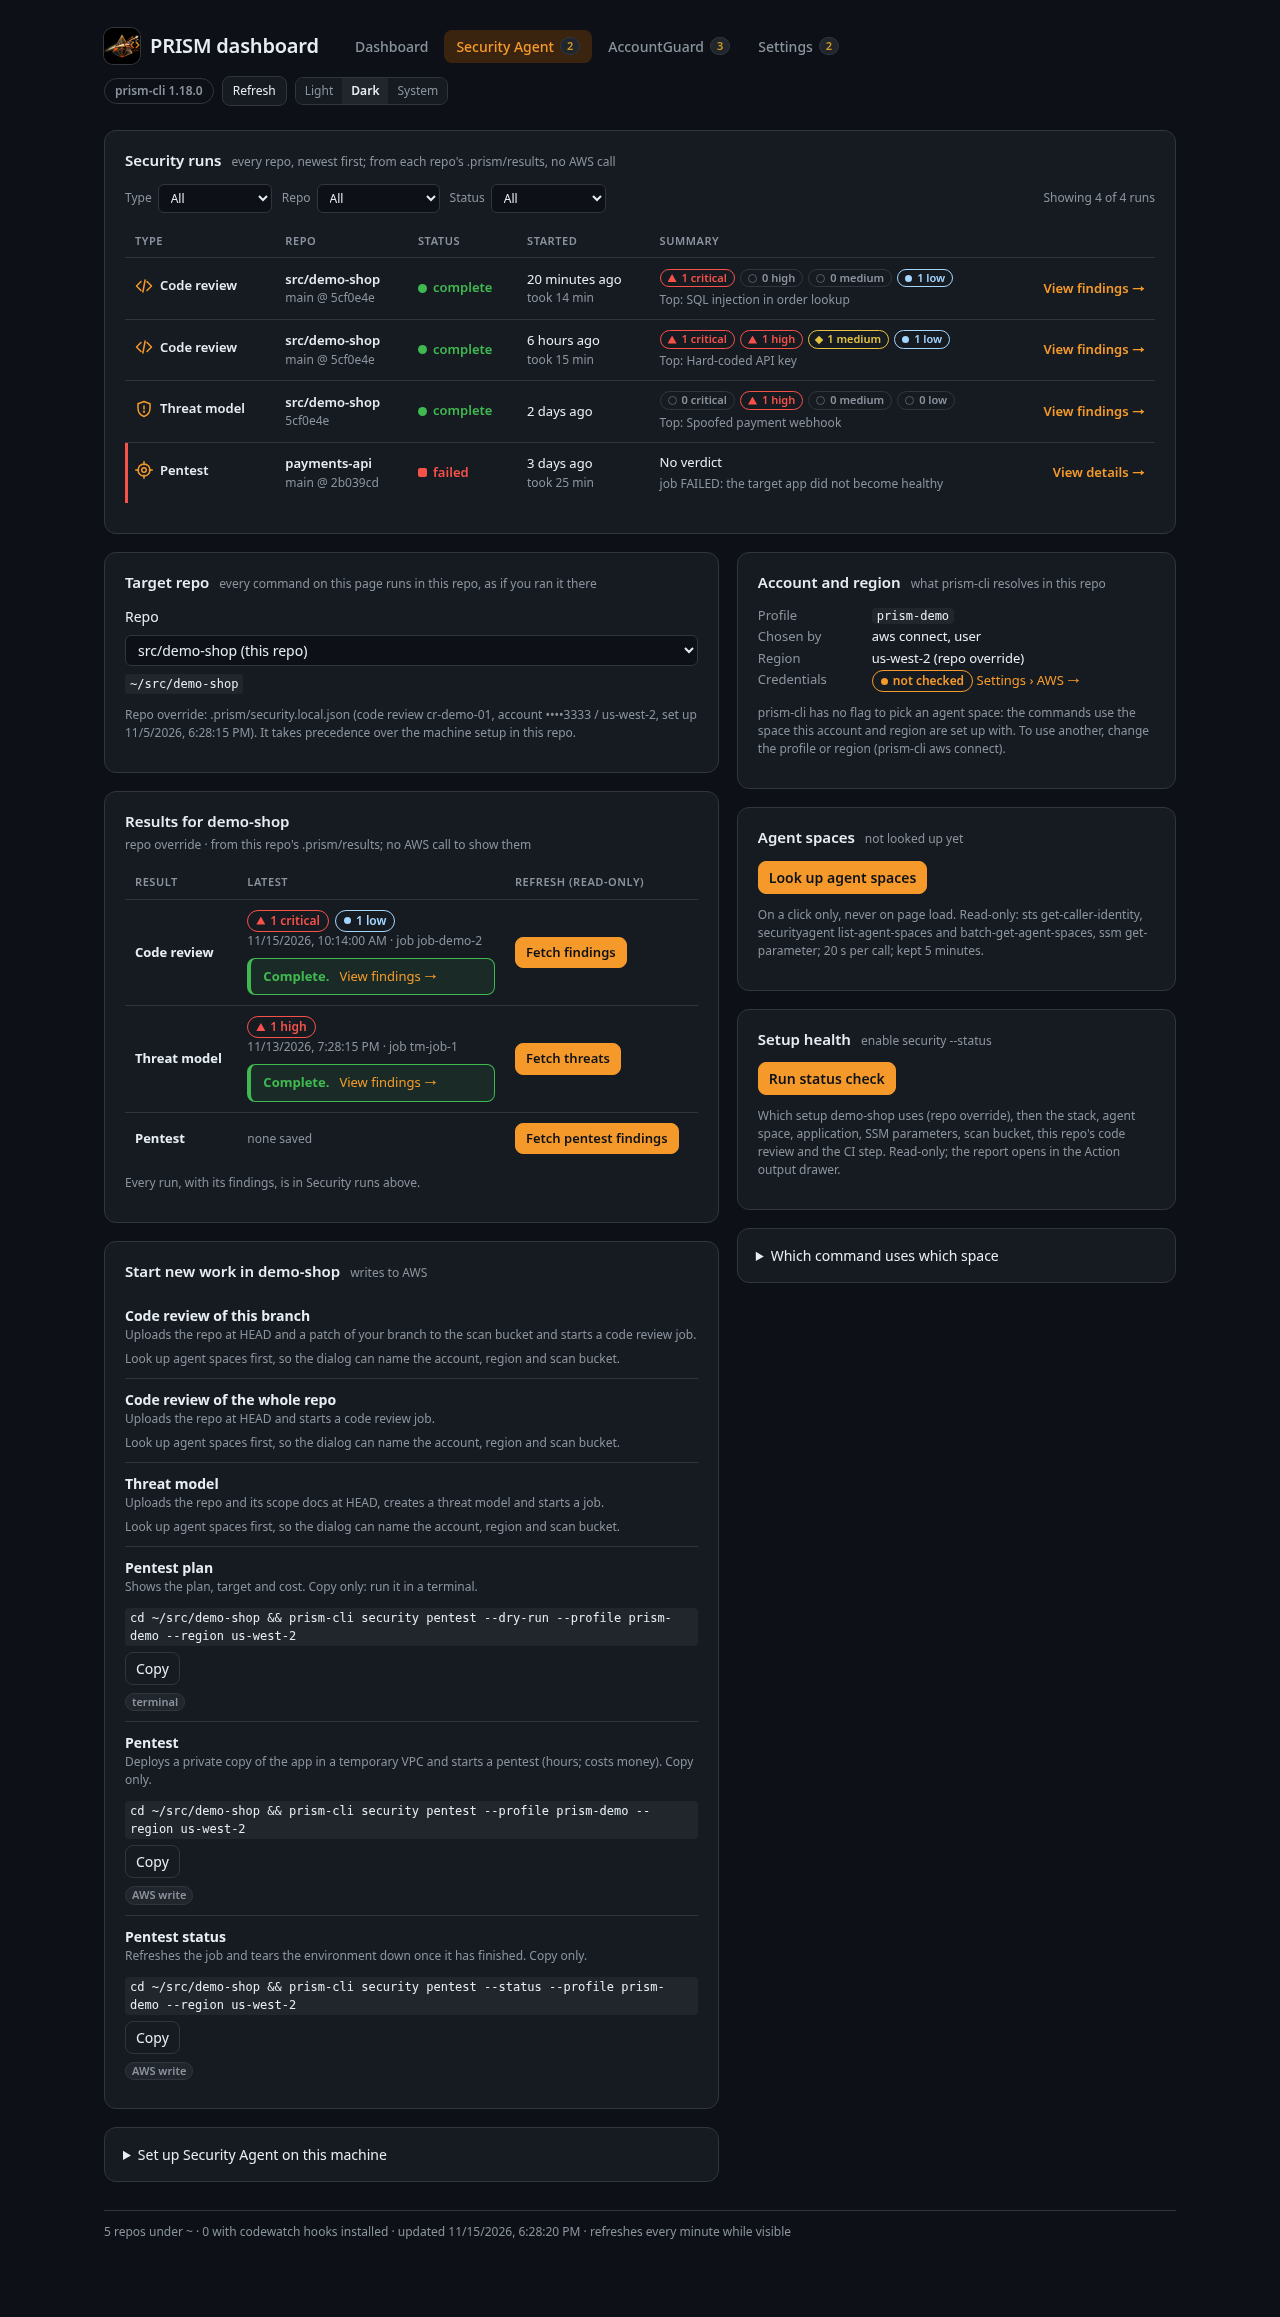 PRISM dashboard
Dashboard
Security Agent 2
AccountGuard 3
Settings 2
prism-cli 1.18.0
Refresh
Light
Dark
System
Security runs every repo, newest first; from each repo's .prism/results, no AWS call
Type All Repo All Status All Showing 4 of 4 runs
TYPE REPO STATUS STARTED SUMMARY
Code review src/demo-shop main @ 5cf0e4e complete 20 minutes ago took 14 min 1 critical 0 high 0 medium 1 low Top: SQL injection in order lookup View findings →
Code review src/demo-shop main @ 5cf0e4e complete 6 hours ago took 15 min 1 critical 1 high 1 medium 1 low Top: Hard-coded API key View findings →
Threat model src/demo-shop 5cf0e4e complete 2 days ago 0 critical 1 high 0 medium 0 low Top: Spoofed payment webhook View findings →
Pentest payments-api main @ 2b039cd failed 3 days ago took 25 min No verdict job FAILED: the target app did not become healthy View details →
Target repo every command on this page runs in this repo, as if you ran it there
Repo
src/demo-shop (this repo)
~/src/demo-shop
Repo override: .prism/security.local.json (code review cr-demo-01, account ••••3333 / us-west-2, set up
11/5/2026, 6:28:15 PM). It takes precedence over the machine setup in this repo.
Results for demo-shop
repo override · from this repo's .prism/results; no AWS call to show them
RESULT LATEST REFRESH (READ-ONLY)
1 critical 1 low
11/15/2026, 10:14:00 AM · job job-demo-2
Code review
Complete. View findings →
Fetch findings
1 high
11/13/2026, 7:28:15 PM · job tm-job-1
Threat model
Complete. View findings →
Fetch threats
Pentest none saved Fetch pentest findings
Every run, with its findings, is in Security runs above.
Start new work in demo-shop writes to AWS
Code review of this branch
Uploads the repo at HEAD and a patch of your branch to the scan bucket and starts a code review job.
Look up agent spaces first, so the dialog can name the account, region and scan bucket.
Code review of the whole repo
Uploads the repo at HEAD and starts a code review job.
Look up agent spaces first, so the dialog can name the account, region and scan bucket.
Threat model
Uploads the repo and its scope docs at HEAD, creates a threat model and starts a job.
Look up agent spaces first, so the dialog can name the account, region and scan bucket.
Pentest plan
Shows the plan, target and cost. Copy only: run it in a terminal.
cd ~/src/demo-shop && prism-cli security pentest --dry-run --profile prism-
demo --region us-west-2
Copy
terminal
Pentest
Deploys a private copy of the app in a temporary VPC and starts a pentest (hours; costs money). Copy
only.
cd ~/src/demo-shop && prism-cli security pentest --profile prism-demo --
region us-west-2
Copy
AWS write
Pentest status
Refreshes the job and tears the environment down once it has finished. Copy only.
cd ~/src/demo-shop && prism-cli security pentest --status --profile prism-
demo --region us-west-2
Copy
AWS write
Set up Security Agent on this machine
Account and region what prism-cli resolves in this repo
Profile prism-demo
Chosen by aws connect, user
Region us-west-2 (repo override)
Credentials not checked Settings › AWS →
prism-cli has no flag to pick an agent space: the commands use the
space this account and region are set up with. To use another, change
the profile or region (prism-cli aws connect).
Agent spaces not looked up yet
Look up agent spaces
On a click only, never on page load. Read-only: sts get-caller-identity,
securityagent list-agent-spaces and batch-get-agent-spaces, ssm get-
parameter; 20 s per call; kept 5 minutes.
Setup health enable security --status
Run status check
Which setup demo-shop uses (repo override), then the stack, agent
space, application, SSM parameters, scan bucket, this repo's code
review and the CI step. Read-only; the report opens in the Action
output drawer.
Which command uses which space
5 repos under ~ · 0 with codewatch hooks installed · updated 11/15/2026, 6:28:20 PM · refreshes every minute while visible